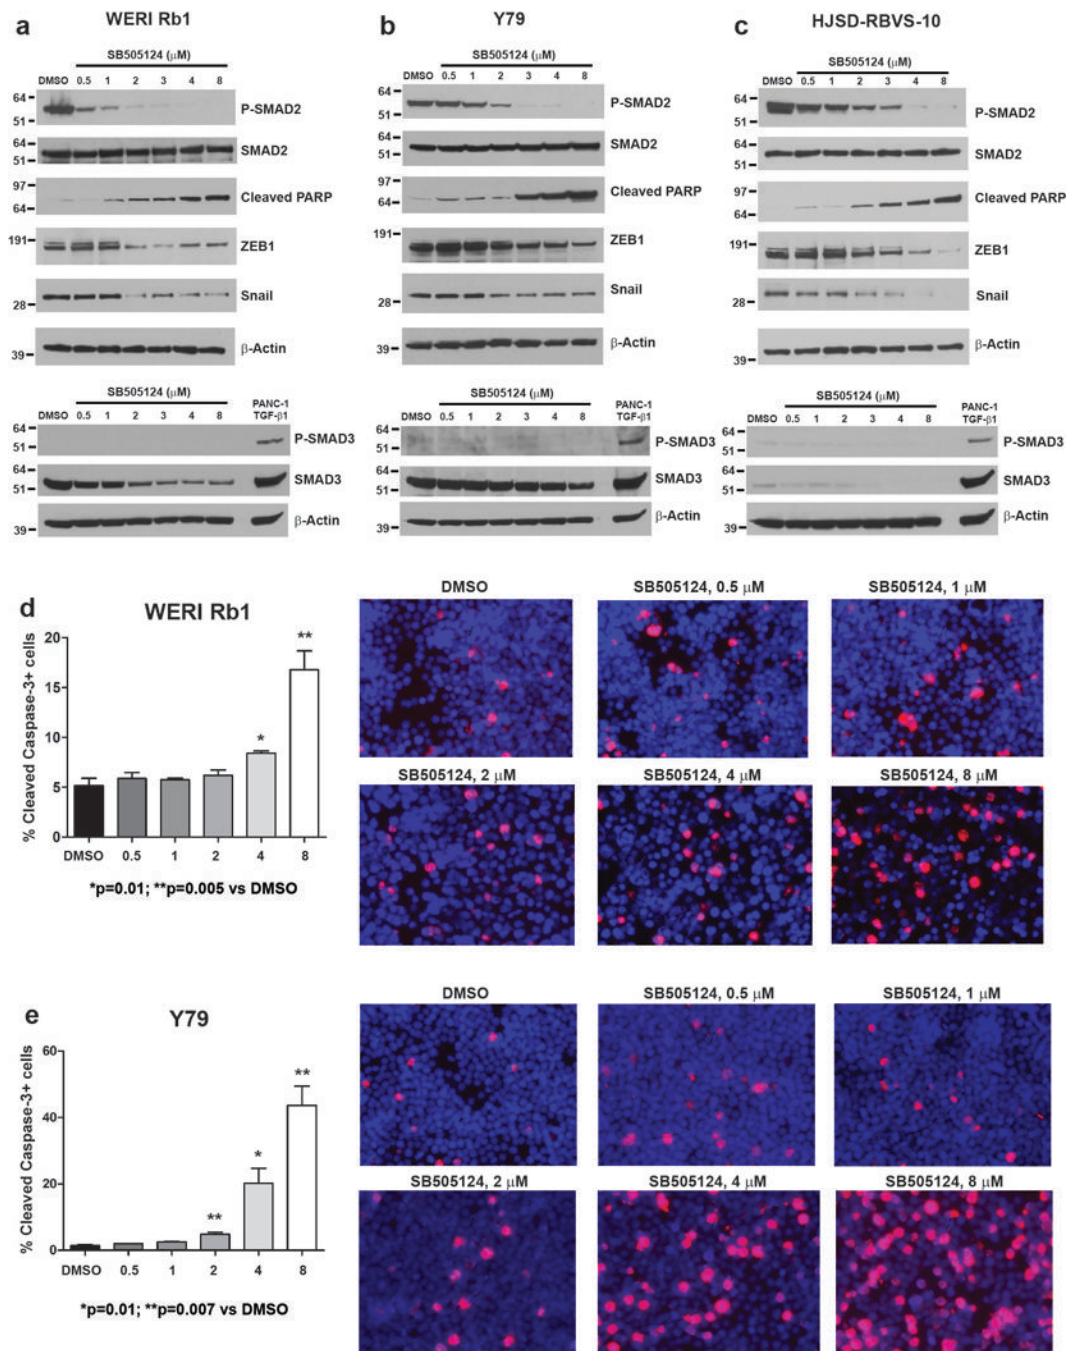 a
WERI Rb1
SB505124 (μM)
DMSO 0.5 1 2 3 4 8
64
51
P-SMAD2
64
51
SMAD2
97
64
Cleaved PARP
191
ZEB1
28
Snail
39
β-Actin
SB505124 (μM)
PANC-1
TGF-β1
DMSO 0.5 1 2 3 4 8
64
51
P-SMAD3
64
51
SMAD3
39
β-Actin
b
Y79
SB505124 (μM)
DMSO 0.5 1 2 3 4 8
64
51
P-SMAD2
64
51
SMAD2
97
64
Cleaved PARP
191
ZEB1
28
Snail
39
β-Actin
SB505124 (μM)
PANC-1
TGF-β1
DMSO 0.5 1 2 3 4 8
64
51
P-SMAD3
64
51
SMAD3
39
β-Actin
c
HJSD-RBVS-10
SB505124 (μM)
DMSO 0.5 1 2 3 4 8
64
51
P-SMAD2
64
51
SMAD2
97
64
Cleaved PARP
191
ZEB1
28
Snail
39
β-Actin
SB505124 (μM)
PANC-1
TGF-β1
DMSO 0.5 1 2 3 4 8
64
51
P-SMAD3
64
51
SMAD3
39
β-Actin
d
WERI Rb1
% Cleaved Caspase-3+ cells
20
15
10
5
0
*
**
DMSO 0.5 1 2 4 8
*p=0.01; **p=0.005 vs DMSO
DMSO
SB505124, 0.5 μM
SB505124, 1 μM
SB505124, 2 μM
SB505124, 4 μM
SB505124, 8 μM
e
Y79
% Cleaved Caspase-3+ cells
60
40
20
0
**
*
**
DMSO 0.5 1 2 4 8
*p=0.01; **p=0.007 vs DMSO
DMSO
SB505124, 0.5 μM
SB505124, 1 μM
SB505124, 2 μM
SB505124, 4 μM
SB505124, 8 μM